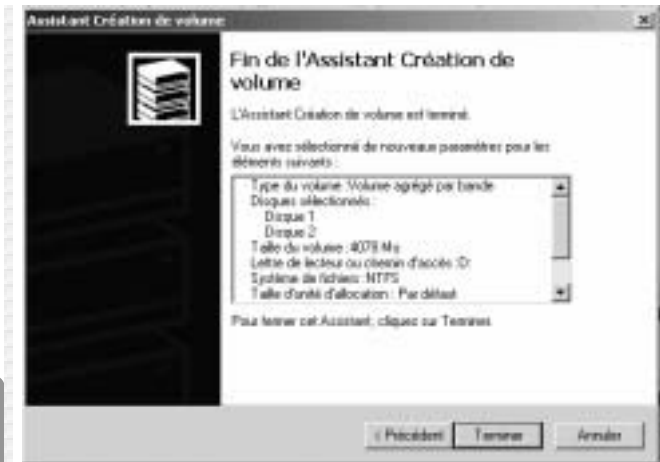 Assistant Création de volume
Fin de l'Assistant Création de
volume
L'Assistant Création de volume est terminé.
Vous avez sélectionné de nouveaux paramètres pour les
éléments suivants :
Type du volume :Volume agrégé par bande
Disques sélectionnés :
Disque 1
Disque 2
Taille du volume :4078 Mo
Lettre de lecteur ou chemin d'accès :D:
Système de fichiers :NTFS
Taille d'unité d'allocation : Par défaut
Pour fermer cet Assistant, cliquez sur Terminer.
< Précédent
Terminer
Annuler